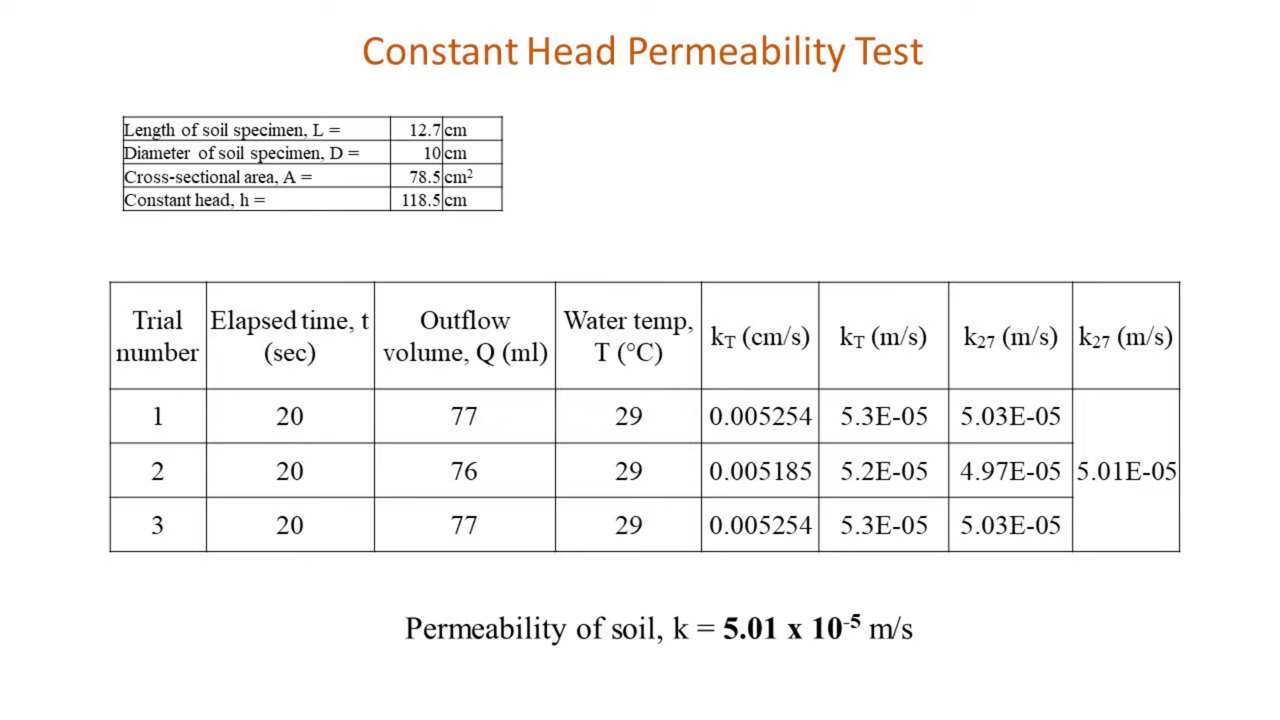 Constant Head Permeability Test
Length of soil specimen, L = 12.7 cm
Diameter of soil specimen, D = 10 cm
Cross-sectional area, A = 78.5 cm²
Constant head, h = 118.5 cm
Trial number Elapsed time, t (sec) Outflow volume, Q (ml) Water temp, T (°C) kT (cm/s) kT (m/s) k27 (m/s) k27 (m/s)
1 20 77 29 0.005254 5.3E-05 5.03E-05
2 20 76 29 0.005185 5.2E-05 4.97E-05 5.01E-05
3 20 77 29 0.005254 5.3E-05 5.03E-05
Permeability of soil, k = 5.01 x 10⁻⁵ m/s